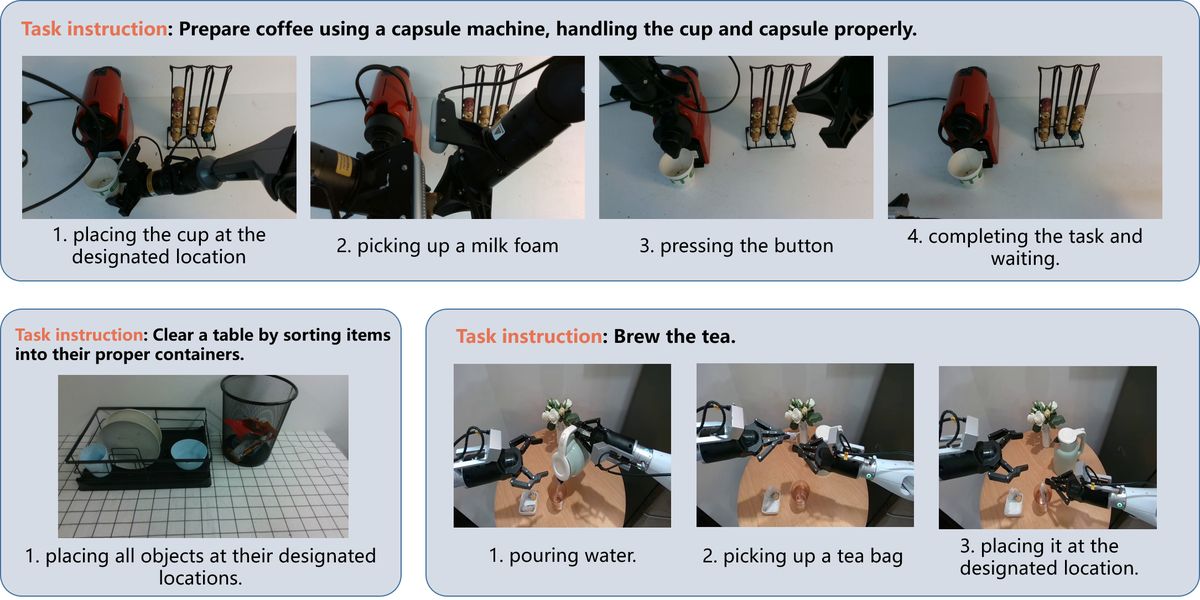 Task instruction: Prepare coffee using a capsule machine, handling the cup and capsule properly.
1. placing the cup at the
designated location
2. picking up a milk foam
3. pressing the button
4. completing the task and
waiting.
Task instruction: Clear a table by sorting items
into their proper containers.
1. placing all objects at their designated
locations.
Task instruction: Brew the tea.
1. pouring water.
2. picking up a tea bag
3. placing it at the
designated location.